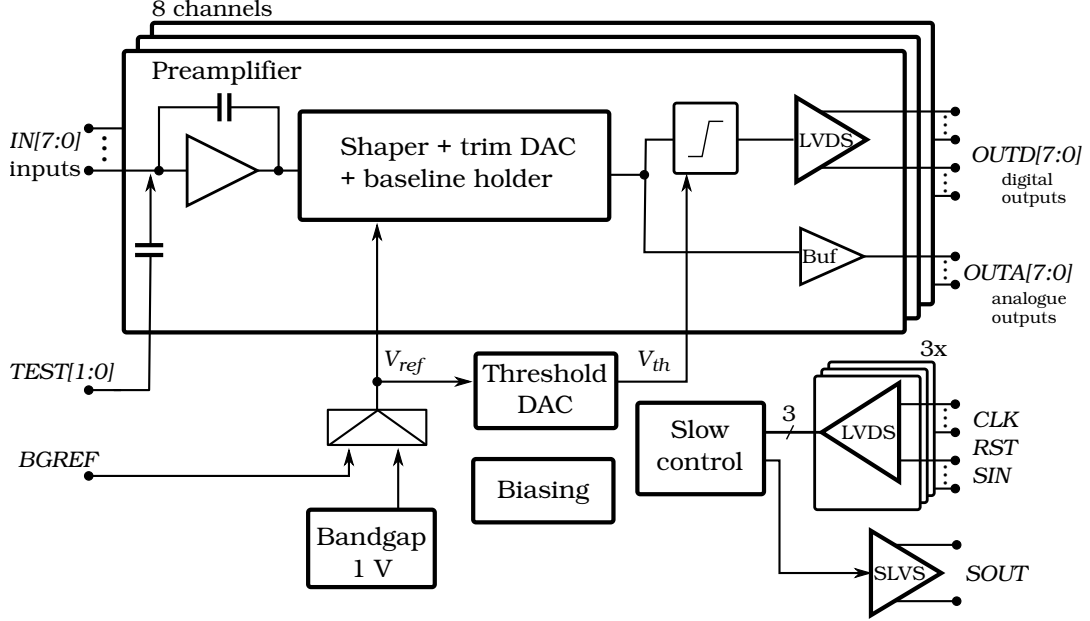 8 channels
Preamplifier
IN[7:0]
inputs
Shaper + trim DAC
+ baseline holder
LVDS
OUTD[7:0]
digital
outputs
Buf
OUTA[7:0]
analogue
outputs
TEST[1:0]
Vref
Threshold
DAC
Vth
3x
Slow
control
3
LVDS
CLK
RST
SIN
BGREF
Biasing
Bandgap
1 V
SLVS
SOUT